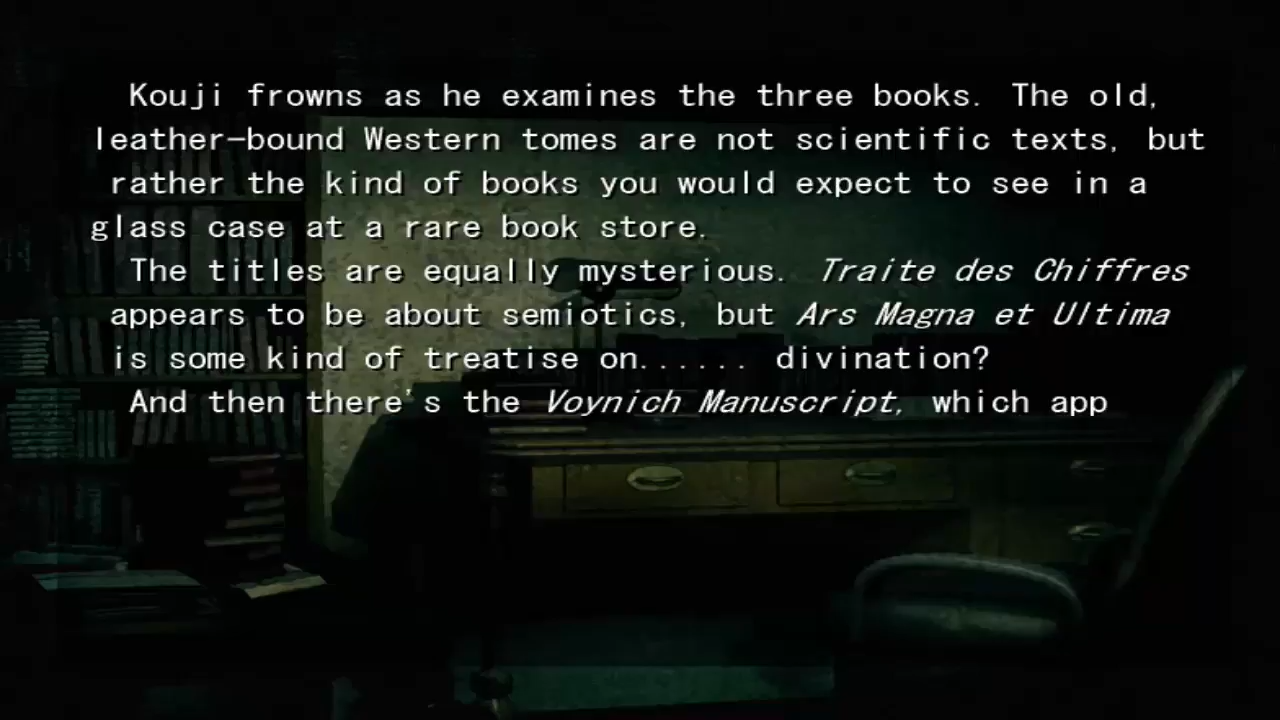 Kouji frowns as he examines the three books. The old,
leather-bound Western tomes are not scientific texts, but
rather the kind of books you would expect to see in a
glass case at a rare book store.
The titles are equally mysterious. Traite des Chiffres
appears to be about semiotics, but Ars Magna et Ultima
is some kind of treatise on...... divination?
And then there's the Voynich Manuscript, which app